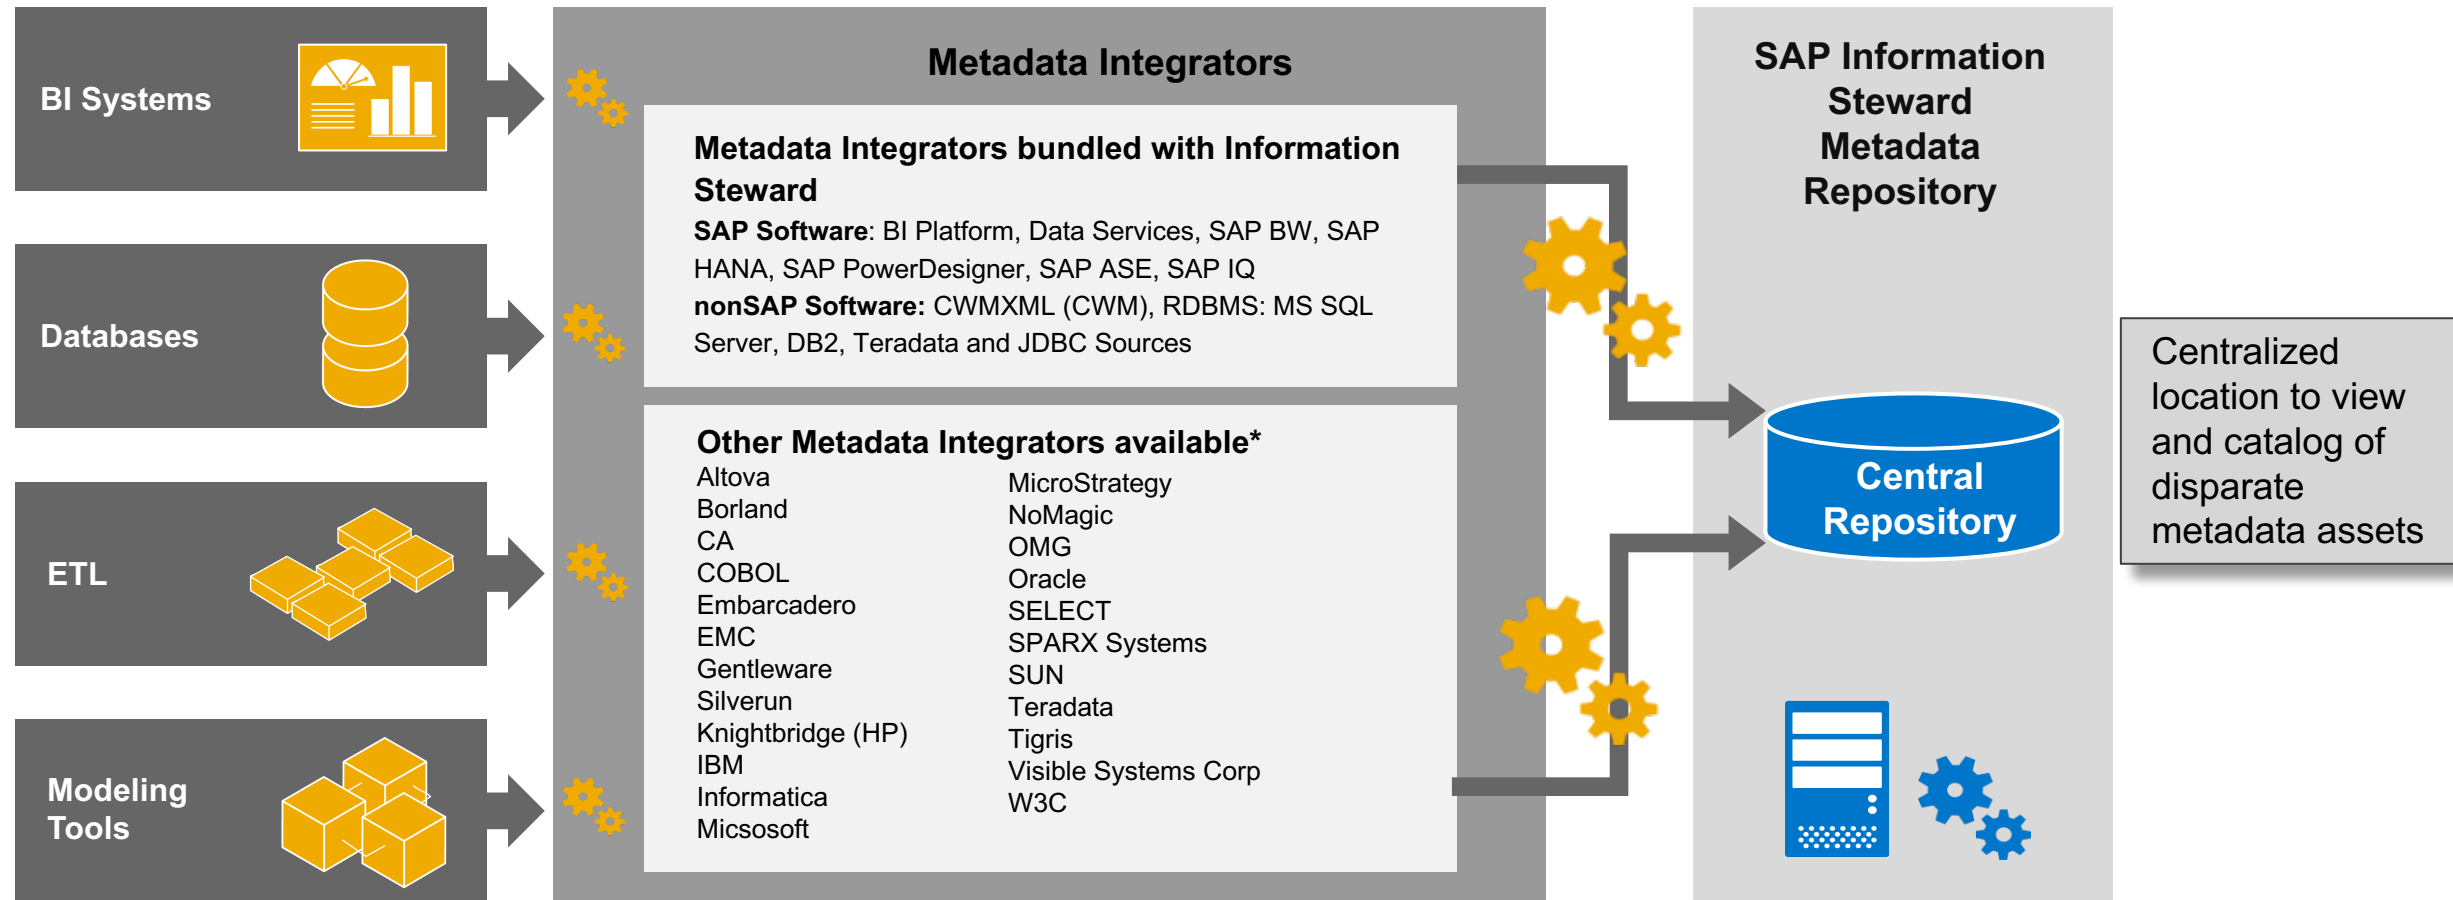 BI Systems
Databases
ETL
Modeling
Tools
Metadata Integrators
Metadata Integrators bundled with Information
Steward
SAP Software: BI Platform, Data Services, SAP BW, SAP
HANA, SAP PowerDesigner, SAP ASE, SAP IQ
nonSAP Software: CWMXML (CWM), RDBMS: MS SQL
Server, DB2, Teradata and JDBC Sources
Other Metadata Integrators available*
Altova
Borland
CA
COBOL
Embarcadero
EMC
Gentleware
Silverun
Knightbridge (HP)
IBM
Informatica
Micsosoft
MicroStrategy
NoMagic
OMG
Oracle
SELECT
SPARX Systems
SUN
Teradata
Tigris
Visible Systems Corp
W3C
SAP Information
Steward
Metadata
Repository
Central
Repository
Centralized
location to view
and catalog of
disparate
metadata assets